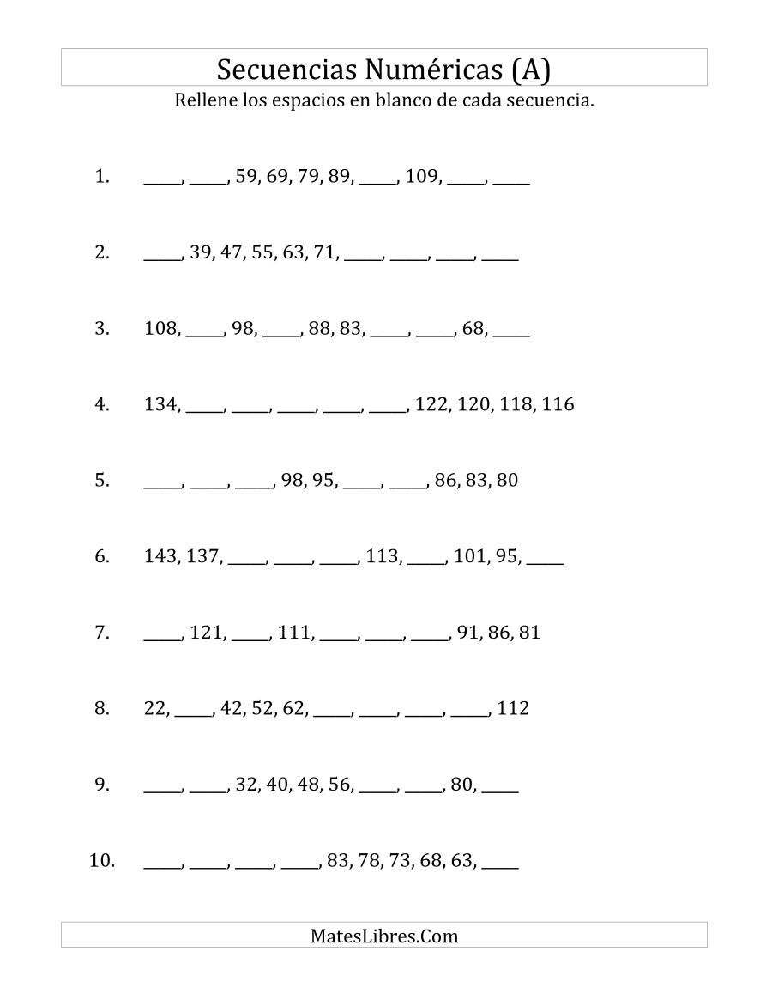 Secuencias Numéricas (A)
Rellene los espacios en blanco de cada secuencia.
1. ____, ____, 59, 69, 79, 89, ____, 109, ____, ____
2. ____, 39, 47, 55, 63, 71, ____, ____, ____, ____
3. 108, ____, 98, ____, 88, 83, ____, ____, 68, ____
4. 134, ____, ____, ____, ____, ____, 122, 120, 118, 116
5. ____, ____, ____, 98, 95, ____, ____, 86, 83, 80
6. 143, 137, ____, ____, ____, 113, ____, 101, 95, ____
7. ____, 121, ____, 111, ____, ____, ____, 91, 86, 81
8. 22, ____, 42, 52, 62, ____, ____, ____, ____, 112
9. ____, ____, 32, 40, 48, 56, ____, ____, 80, ____
10. ____, ____, ____, ____, 83, 78, 73, 68, 63, ____
MatesLibres.Com